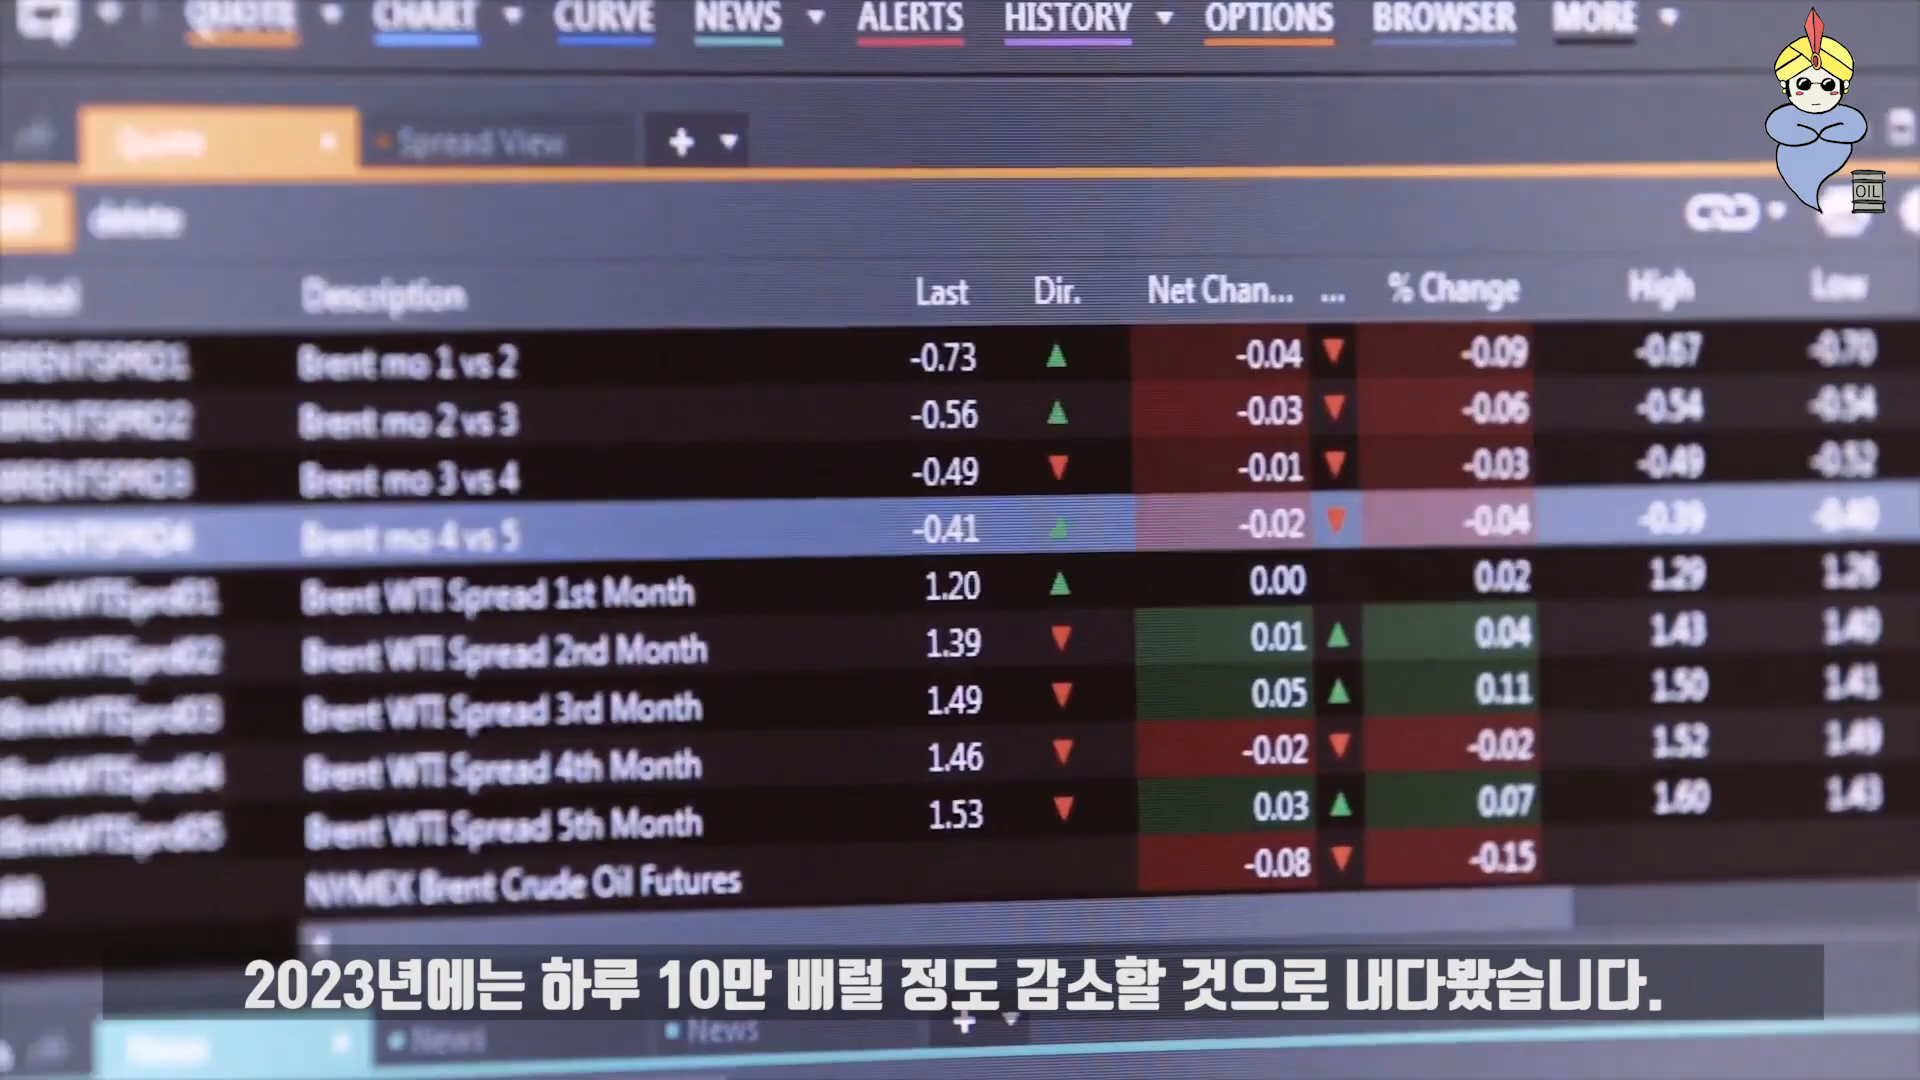 QUOTE CHART CURVE NEWS ALERTS HISTORY OPTIONS BROWSER MORE
Quote Spread View +
delete
OIL
Description Last Dir. Net Chan... ... % Change High Low
Brent mo 1 vs 2 -0.73 -0.04 -0.09 -0.67 -0.70
Brent mo 2 vs 3 -0.56 -0.03 -0.06 -0.54 -0.54
Brent mo 3 vs 4 -0.49 -0.01 -0.03 -0.49 -0.52
Brent mo 4 vs 5 -0.41 -0.02 -0.04 -0.39 -0.40
Brent WTI Spread 1st Month 1.20 0.00 0.02 1.29 1.26
Brent WTI Spread 2nd Month 1.39 0.01 0.04 1.43 1.40
Brent WTI Spread 3rd Month 1.49 0.05 0.11 1.50 1.41
Brent WTI Spread 4th Month 1.46 -0.02 -0.02 1.52 1.49
Brent WTI Spread 5th Month 1.53 0.03 0.07 1.60 1.43
NYMEX Brent Crude Oil Futures -0.08 -0.15
2023년에는 하루 10만 배럴 정도 감소할 것으로 내다봤습니다.
News News News +